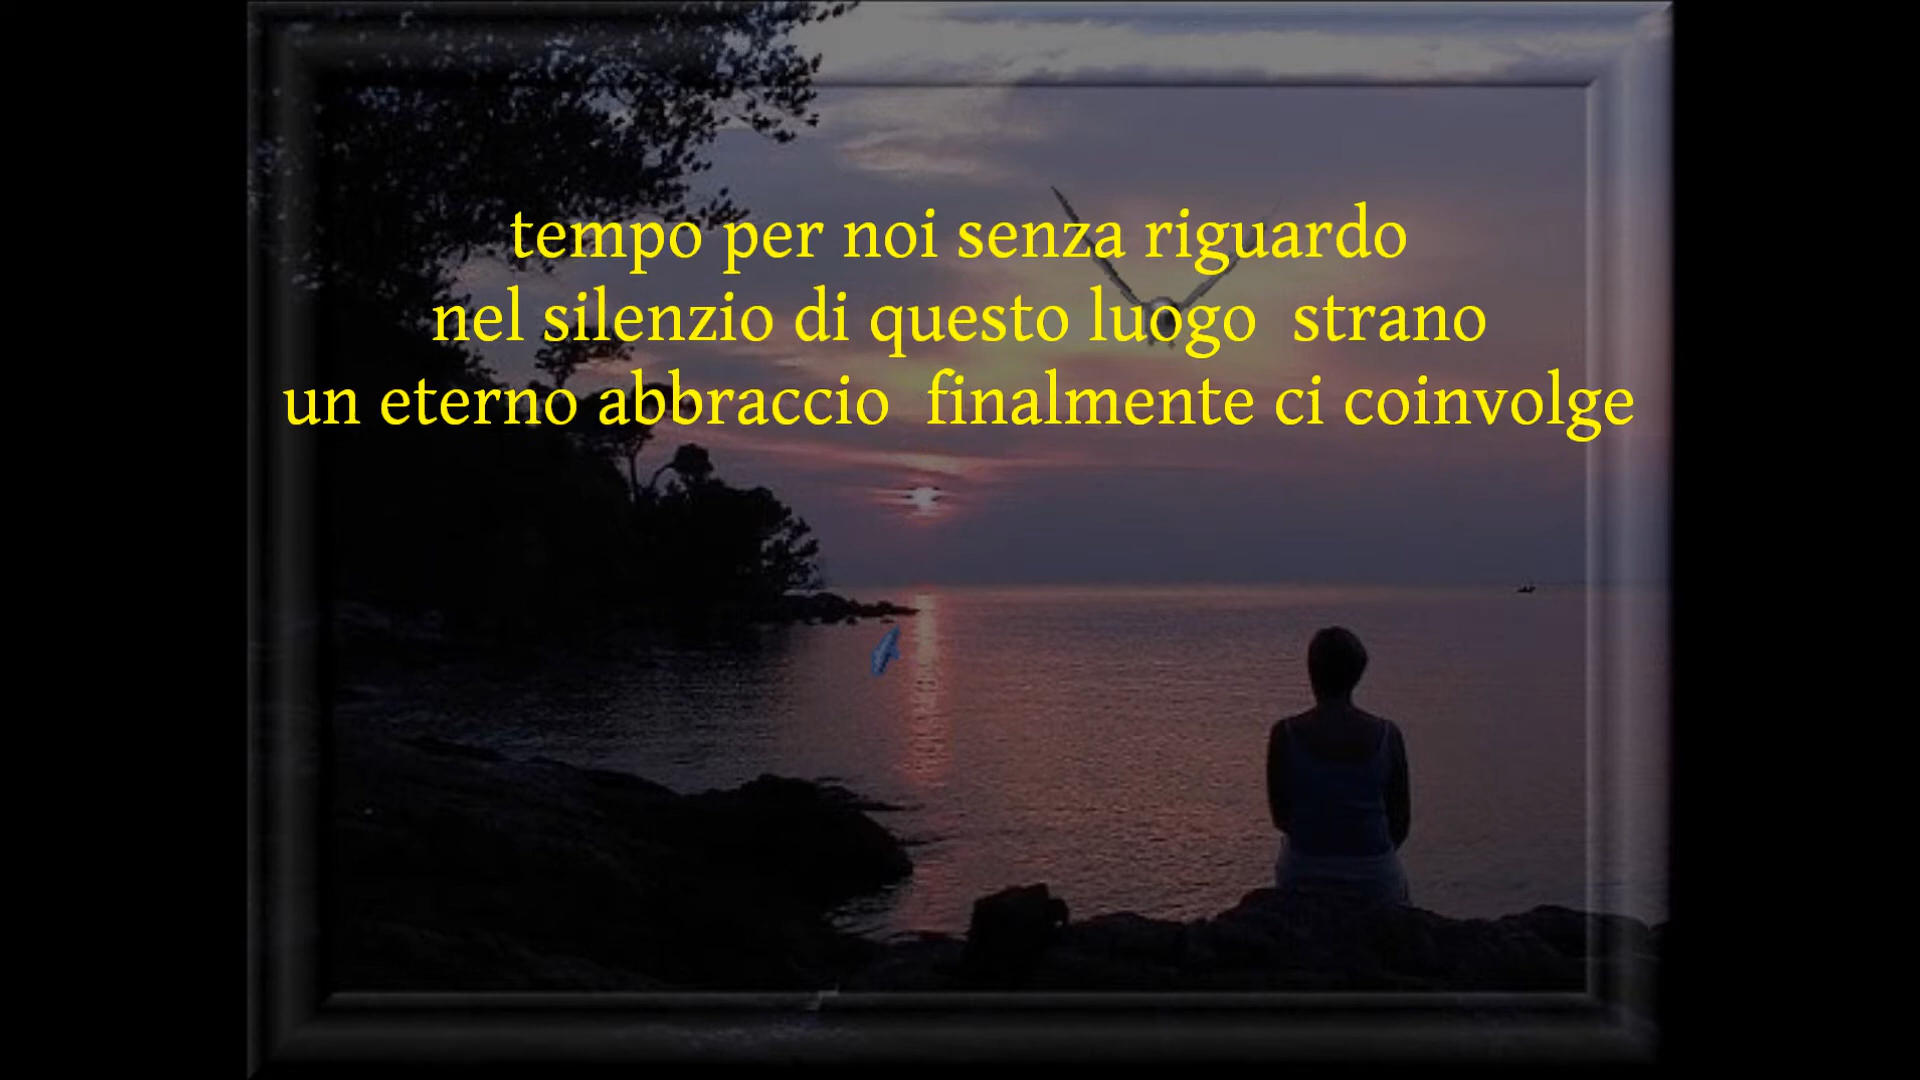 tempo per noi senza riguardo
nel silenzio di questo luogo  strano
un eterno abbraccio  finalmente ci coinvolge